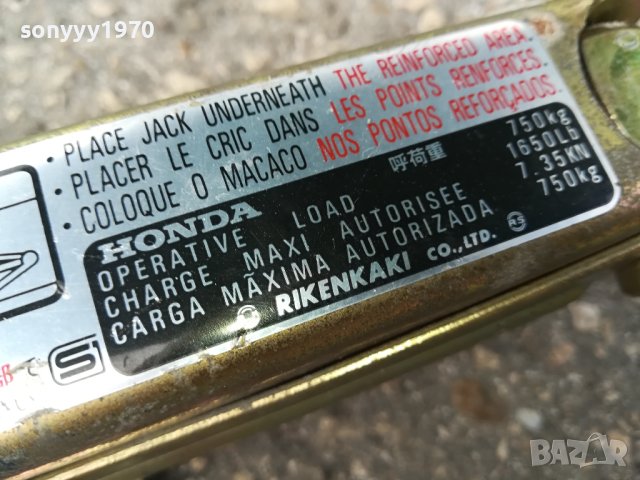 sonyyy1970
• PLACE JACK UNDERNEATH THE REINFORCED AREA.
• PLACER LE CRIC DANS LES POINTS RENFORCES.
• COLOQUE O MACACO NOS PONTOS REFORÇADOS.
HONDA 呼荷重 750kg
OPERATIVE LOAD 1650Lb
CHARGE MAXI AUTORISEE 7.35KN
CARGA MÃXIMA AUTORIZADA 750kg
RIKENKAKI CO.,LTD.
S
BAZAR